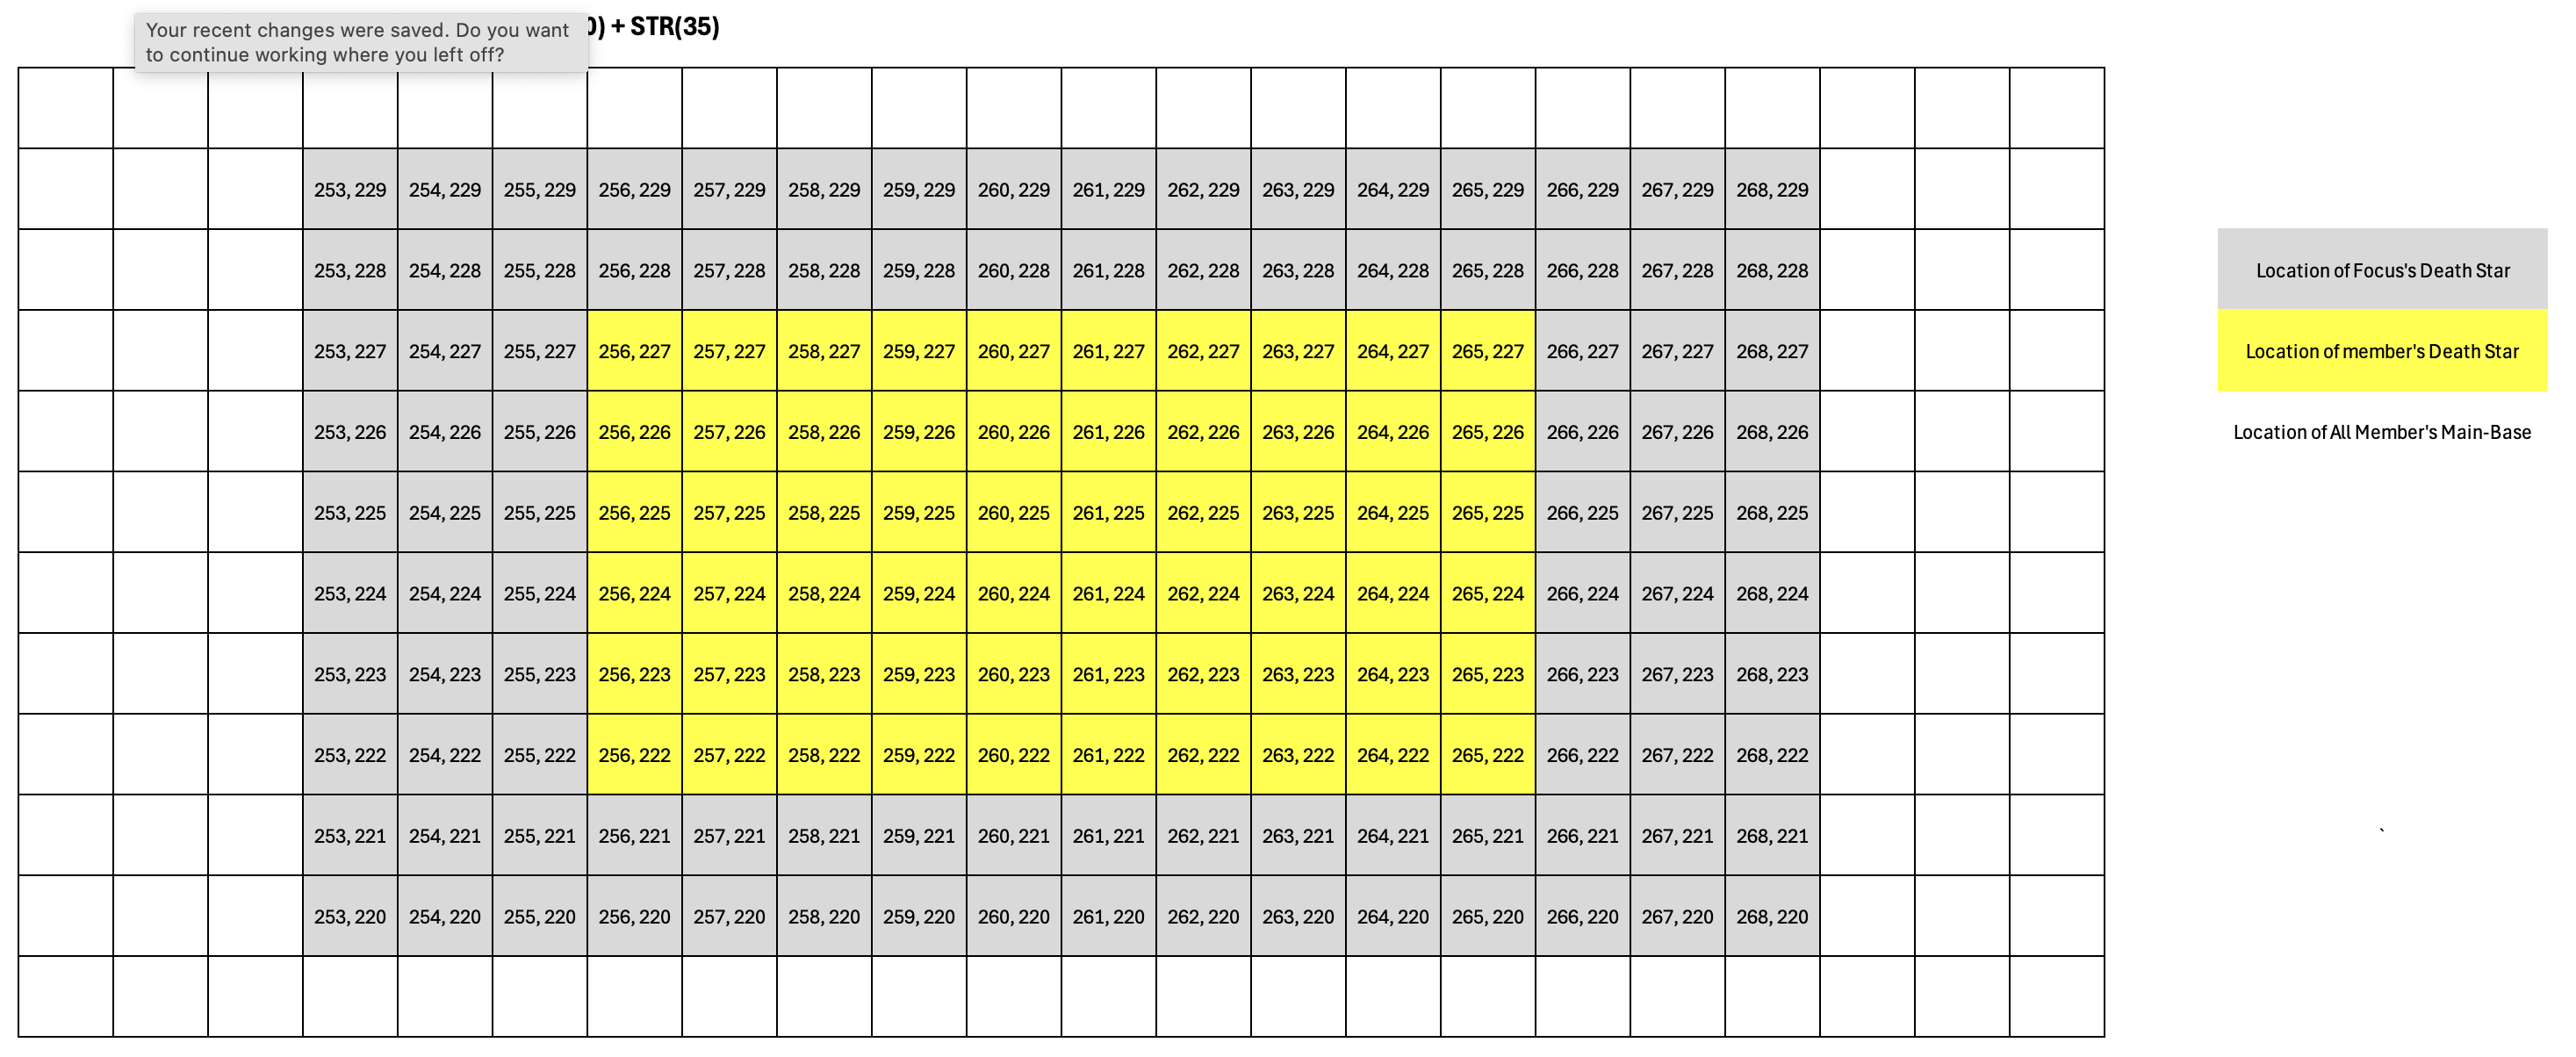 Your recent changes were saved. Do you want
to continue working where you left off?
0) + STR(35)
253, 229 254, 229 255, 229 256, 229 257, 229 258, 229 259, 229 260, 229 261, 229 262, 229 263, 229 264, 229 265, 229 266, 229 267, 229 268, 229
253, 228 254, 228 255, 228 256, 228 257, 228 258, 228 259, 228 260, 228 261, 228 262, 228 263, 228 264, 228 265, 228 266, 228 267, 228 268, 228
Location of Focus's Death Star
253, 227 254, 227 255, 227 256, 227 257, 227 258, 227 259, 227 260, 227 261, 227 262, 227 263, 227 264, 227 265, 227 266, 227 267, 227 268, 227
Location of member's Death Star
253, 226 254, 226 255, 226 256, 226 257, 226 258, 226 259, 226 260, 226 261, 226 262, 226 263, 226 264, 226 265, 226 266, 226 267, 226 268, 226
Location of All Member's Main-Base
253, 225 254, 225 255, 225 256, 225 257, 225 258, 225 259, 225 260, 225 261, 225 262, 225 263, 225 264, 225 265, 225 266, 225 267, 225 268, 225
253, 224 254, 224 255, 224 256, 224 257, 224 258, 224 259, 224 260, 224 261, 224 262, 224 263, 224 264, 224 265, 224 266, 224 267, 224 268, 224
253, 223 254, 223 255, 223 256, 223 257, 223 258, 223 259, 223 260, 223 261, 223 262, 223 263, 223 264, 223 265, 223 266, 223 267, 223 268, 223
253, 222 254, 222 255, 222 256, 222 257, 222 258, 222 259, 222 260, 222 261, 222 262, 222 263, 222 264, 222 265, 222 266, 222 267, 222 268, 222
253, 221 254, 221 255, 221 256, 221 257, 221 258, 221 259, 221 260, 221 261, 221 262, 221 263, 221 264, 221 265, 221 266, 221 267, 221 268, 221
`
253, 220 254, 220 255, 220 256, 220 257, 220 258, 220 259, 220 260, 220 261, 220 262, 220 263, 220 264, 220 265, 220 266, 220 267, 220 268, 220